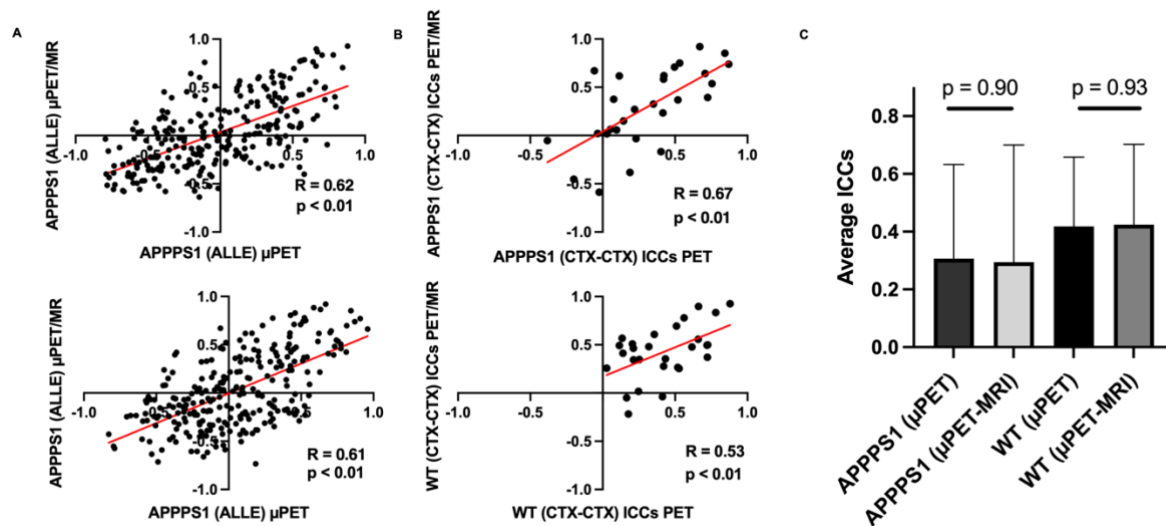 A
APPPS1 (ALLE) µPET/MR
1.0
0.5
-1.0
-0.5
0.5
1.0
-0.5
-1.0
R = 0.62
p < 0.01
APPPS1 (ALLE) µPET
B
APPPS1 (CTX-CTX) ICCs PET/MR
1.0
0.5
-1.0
-0.5
0.5
1.0
-0.5
-1.0
R = 0.67
p < 0.01
APPPS1 (CTX-CTX) ICCs PET
APPPS1 (ALLE) µPET/MR
1.0
0.5
-1.0
-0.5
0.5
1.0
-0.5
-1.0
R = 0.61
p < 0.01
APPPS1 (ALLE) µPET
WT (CTX-CTX) ICCs PET/MR
1.0
0.5
-1.0
-0.5
0.5
1.0
-0.5
-1.0
R = 0.53
p < 0.01
WT (CTX-CTX) ICCs PET
C
p = 0.90
p = 0.93
Average ICCs
0.8
0.6
0.4
0.2
0.0
APPPS1 (µPET)
APPPS1 (µPET-MRI)
WT (µPET)
WT (µPET-MRI)